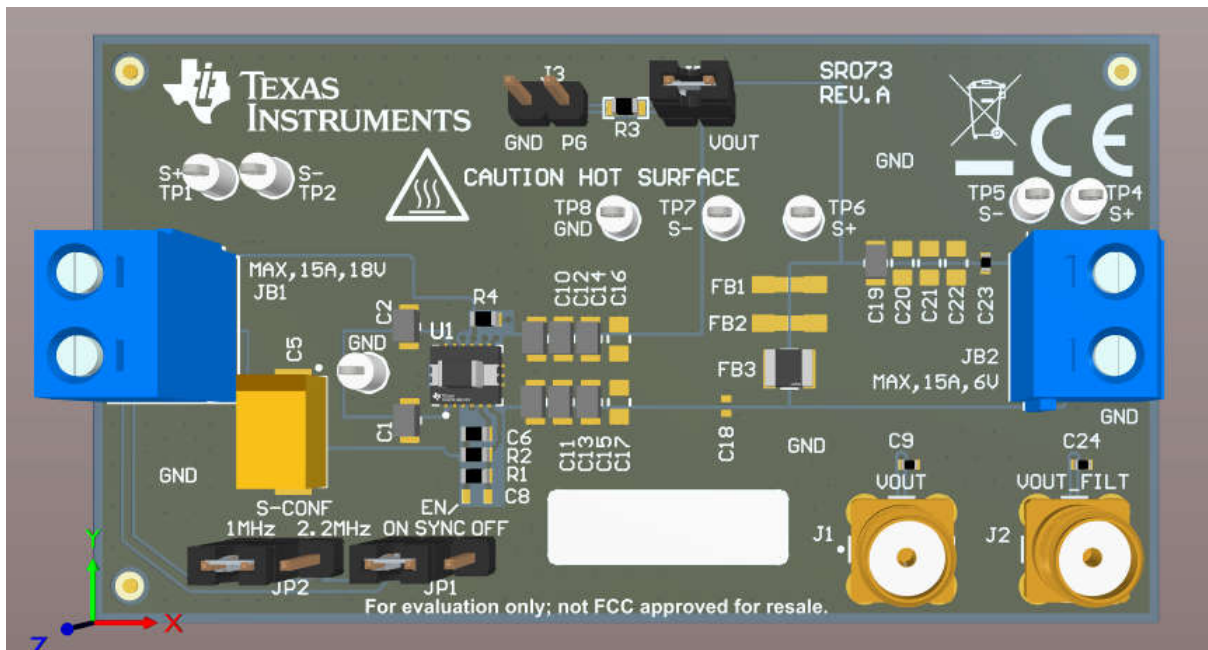 TEXAS
INSTRUMENTS
J3
GND PG
R3
VOUT
SR073
REV.A
GND
CE
S+
TP1
S-
TP2
CAUTION HOT SURFACE
TP8
GND
TP7
S-
TP6
S+
TP5
S-
TP4
S+
MAX,15A,18V
JB1
C2
R4
U1
GND
C5
C1
C10
C12
C14
C16
C11
C13
C15
C17
FB1
FB2
FB3
C18
C19
C20
C21
C22
C23
JB2
MAX,15A,6V
GND
GND
GND
C6
R2
R1
C8
C9
VOUT
C24
VOUT_FILT
J1
J2
S-CONF
1MHz 2.2MHz
EN/
ON SYNC OFF
JP2
JP1
For evaluation only; not FCC approved for resale.
Y
X
Z